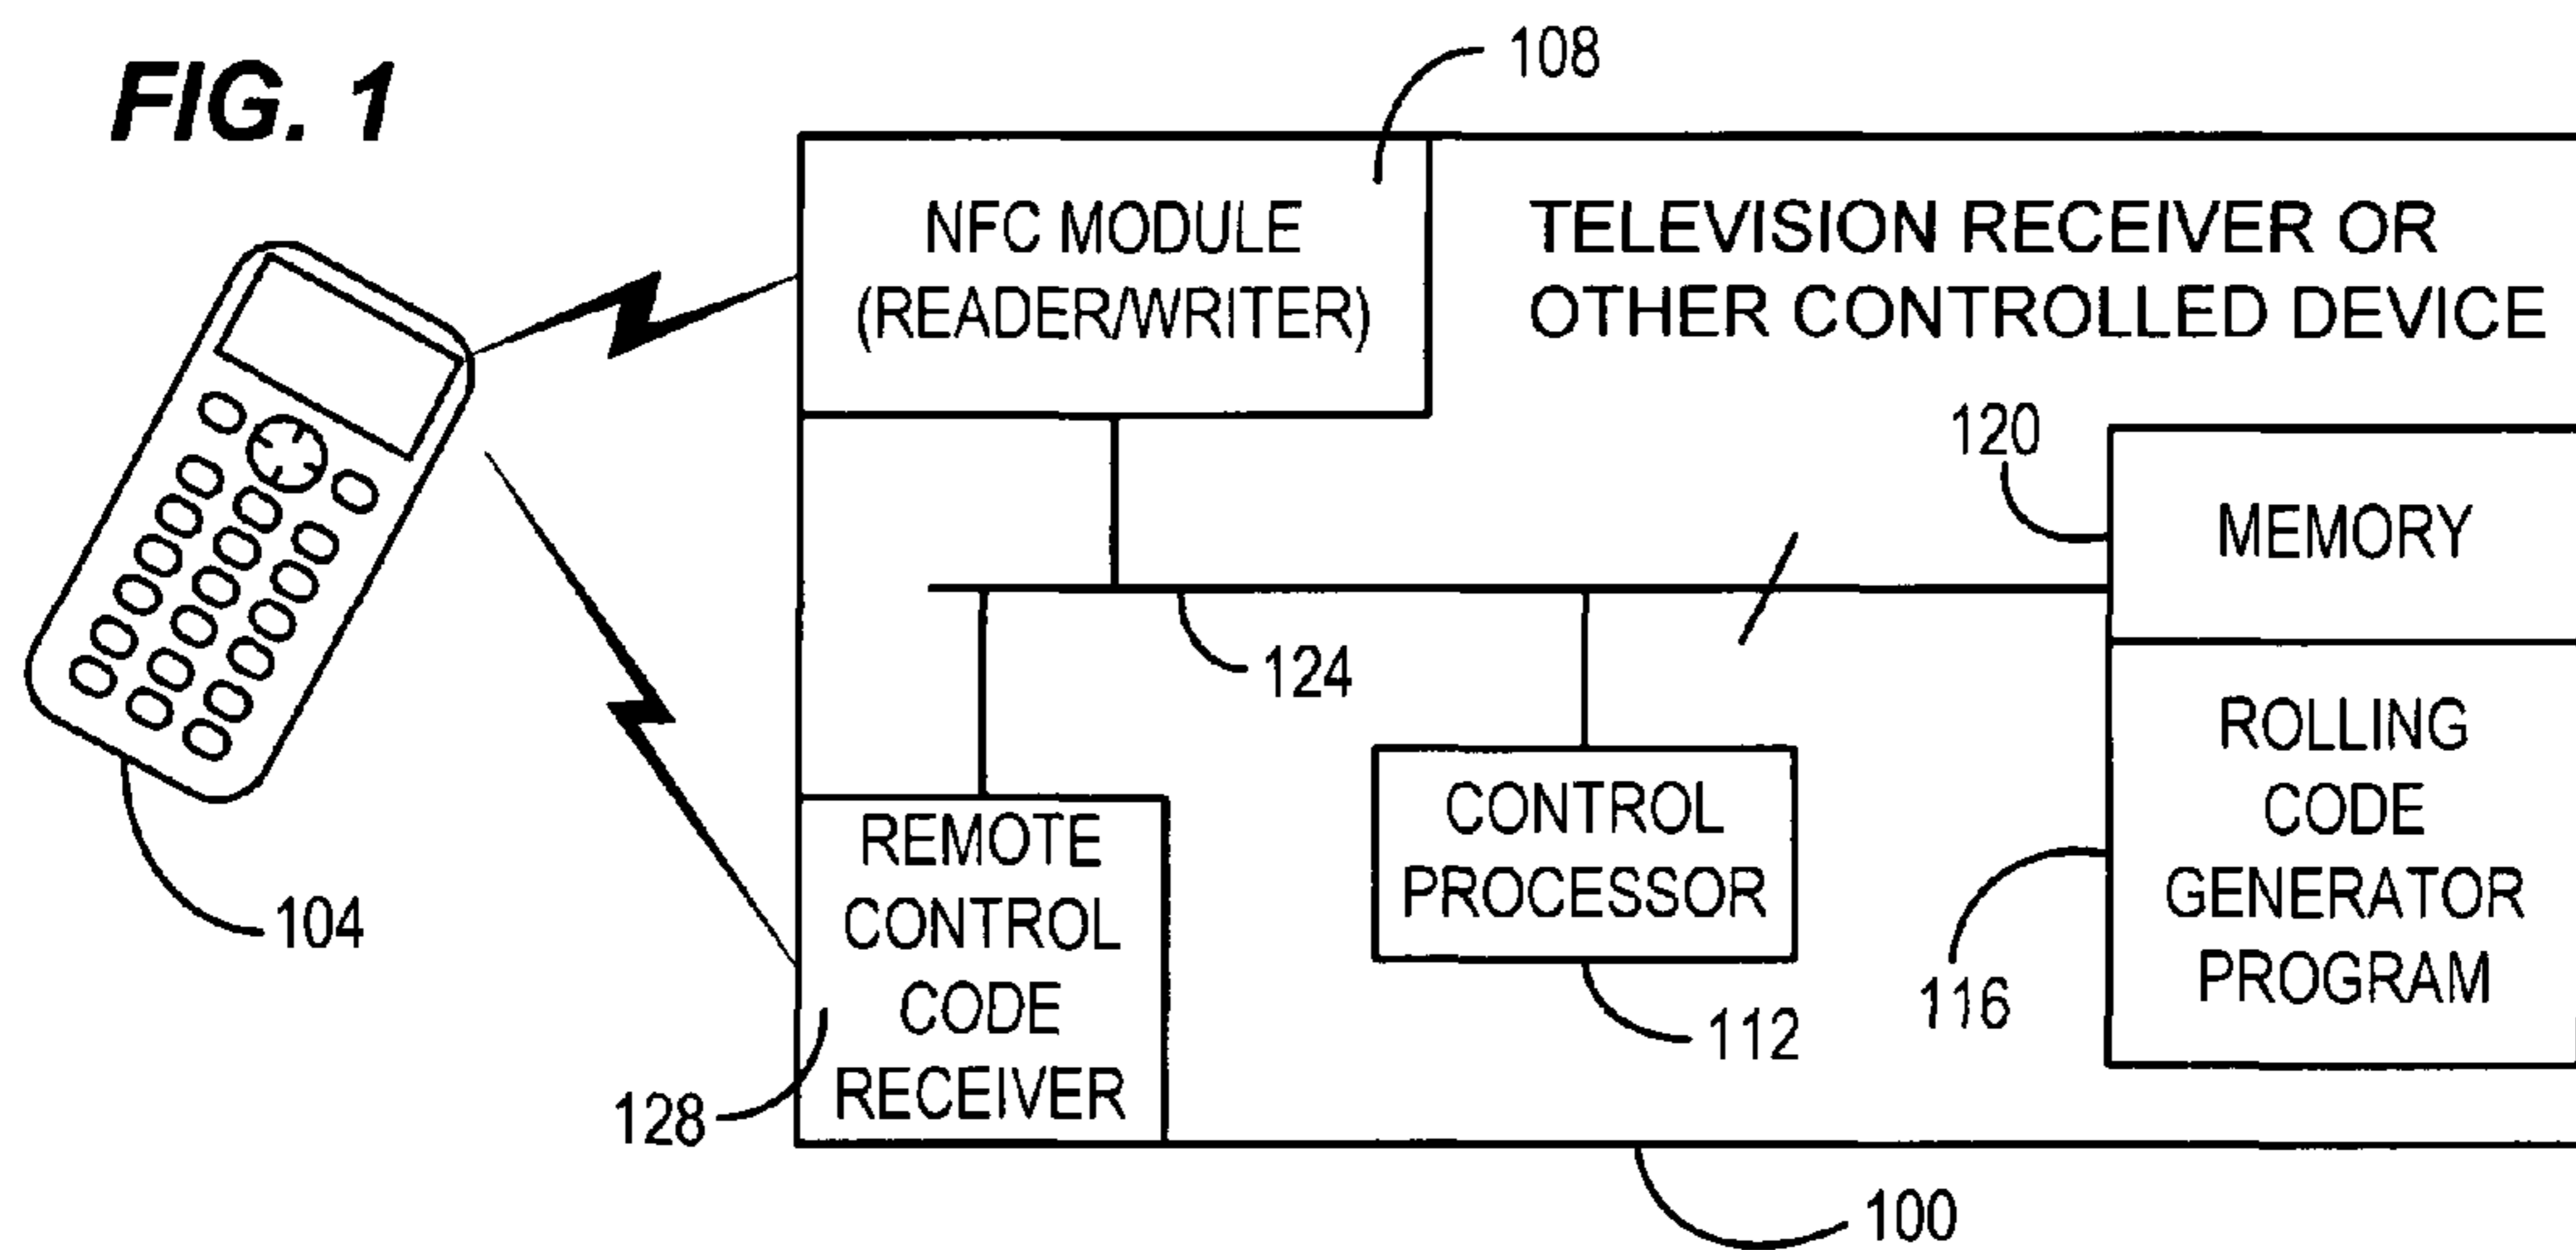 FIG. 1
108
NFC MODULE
(READER/WRITER)
TELEVISION RECEIVER OR
OTHER CONTROLLED DEVICE
120
MEMORY
124
ROLLING
CODE
GENERATOR
PROGRAM
116
CONTROL
PROCESSOR
112
REMOTE
CONTROL
CODE
RECEIVER
104
128
100